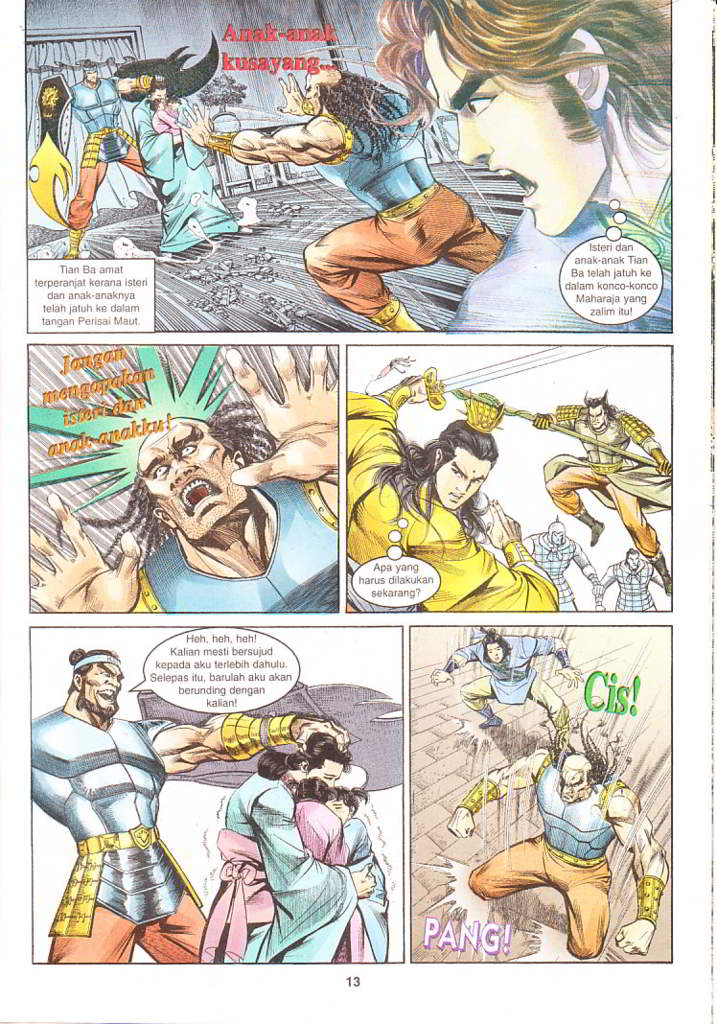 Anak-anak
kusayang...
Tian Ba amat
terperanjat kerana isteri
dan anak-anaknya
telah jatuh ke dalam
tangan Perisai Maut.
Isteri dan
anak-anak Tian
Ba telah jatuh ke
dalam konco-konco
Maharaja yang
zalim itu!
Jangan
mengapakan
isteri dan
anak-anakku!
Apa yang
harus dilakukan
sekarang?
Heh, heh, heh!
Kalian mesti bersujud
kepada aku terlebih dahulu.
Selepas itu, barulah aku akan
berunding dengan
kalian!
Cis!
PANG!
13